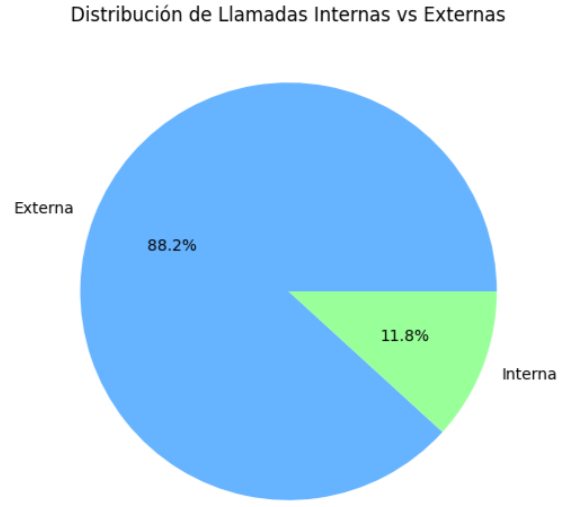 Distribución de Llamadas Internas vs Externas
Externa
88.2%
11.8%
Interna